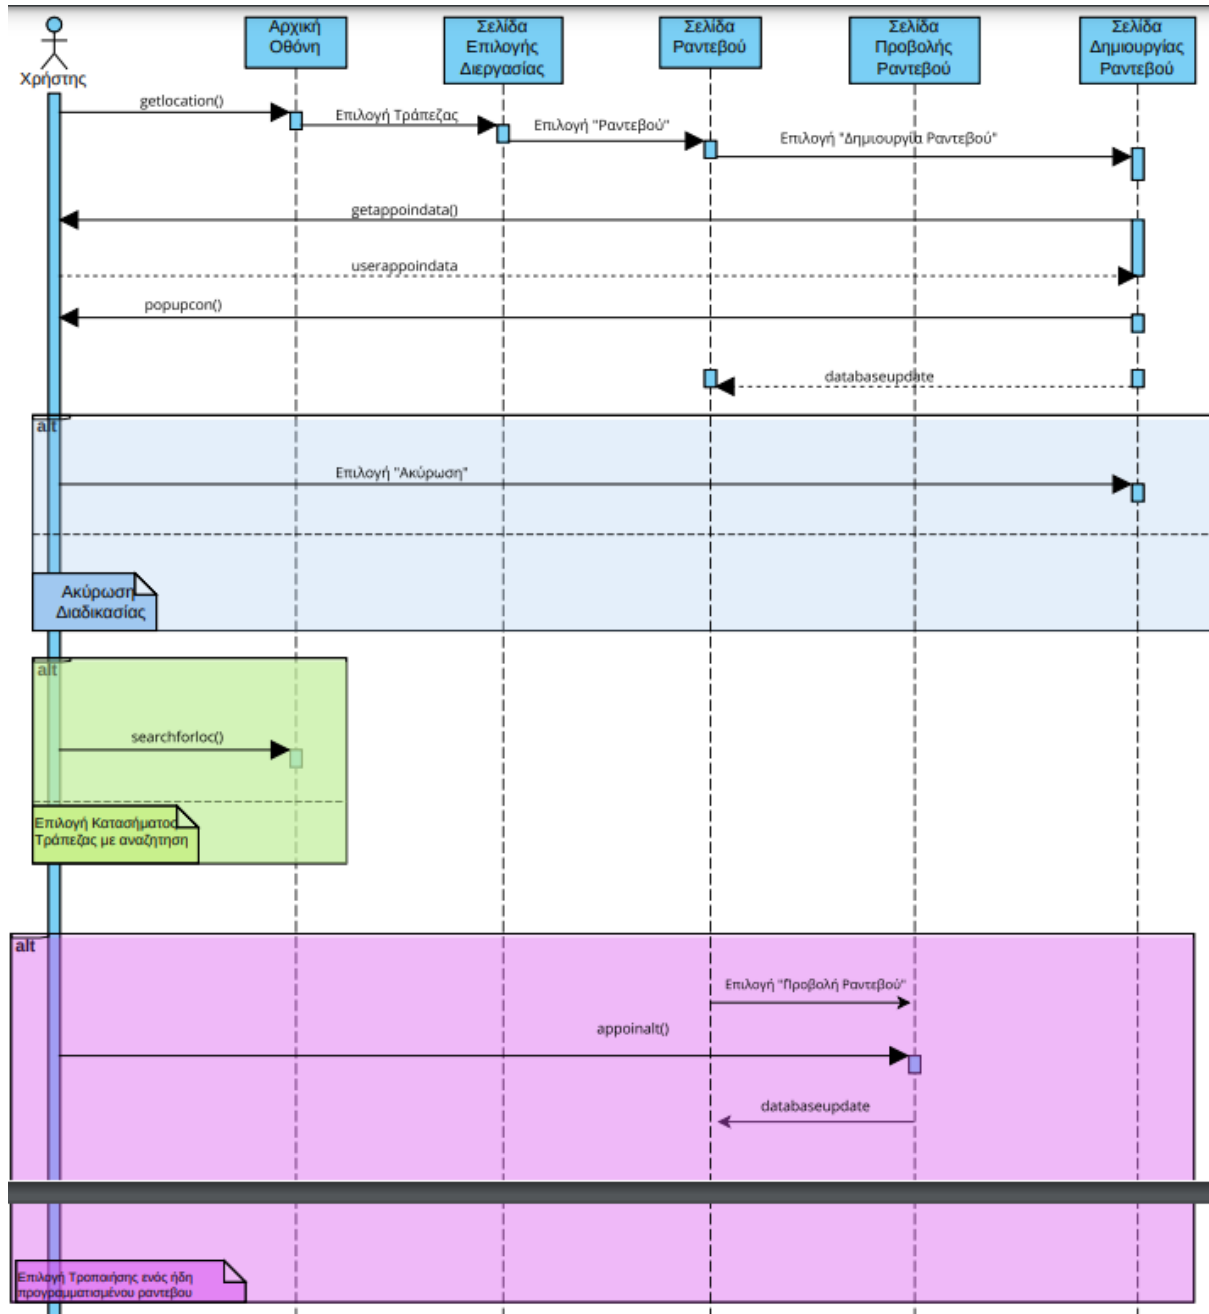 Χρήστης
Αρχική
Οθόνη
Σελίδα
Επιλογής
Διεργασίας
Σελίδα
Ραντεβού
Σελίδα
Προβολής
Ραντεβού
Σελίδα
Δημιουργίας
Ραντεβού
getlocation()
Επιλογή Τράπεζας
Επιλογή "Ραντεβού"
Επιλογή "Δημιουργία Ραντεβού"
getappoindata()
userappoindata
popupcon()
databaseupdate
alt
Επιλογή "Ακύρωση"
Ακύρωση
Διαδικασίας
alt
searchforloc()
Επιλογή Κατασήματος
Τράπεζας με αναζητηση
alt
Επιλογή "Προβολή Ραντεβού"
appoinalt()
databaseupdate
Επιλογή Τροποιήσης ενός ήδη
προγραμματισμένου ραντεβου